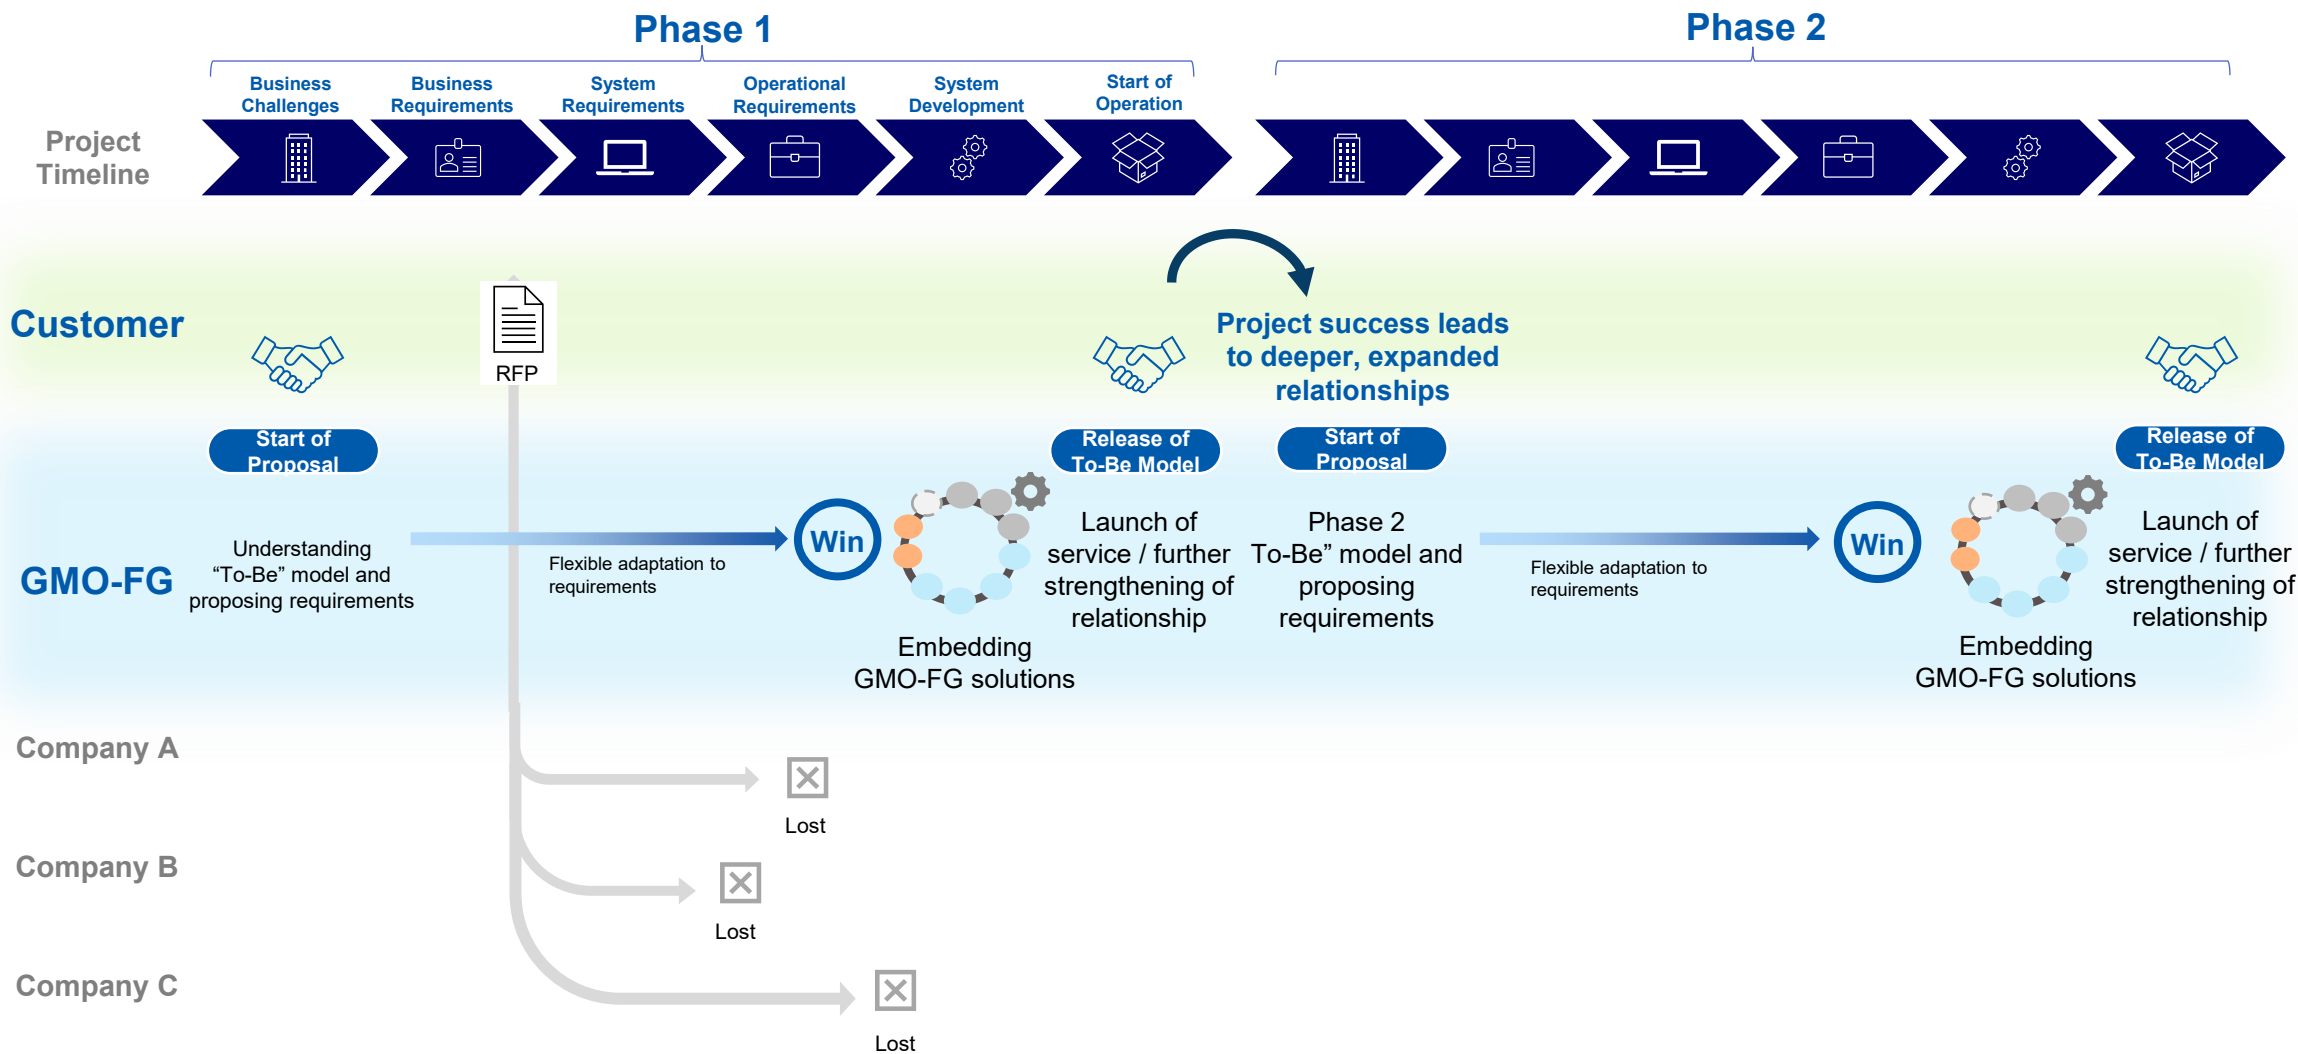 Phase 1
Phase 2
Business
Challenges
Business
Requirements
System
Requirements
Operational
Requirements
System
Development
Start of
Operation
Project
Timeline
Customer
RFP
Project success leads
to deeper, expanded
relationships
Start of
Proposal
Release of
To-Be Model
Start of
Proposal
Release of
To-Be Model
GMO-FG
Understanding
“To-Be” model and
proposing requirements
Flexible adaptation to
requirements
Win
Embedding
GMO-FG solutions
Launch of
service / further
strengthening of
relationship
Phase 2
To-Be” model and
proposing
requirements
Flexible adaptation to
requirements
Win
Embedding
GMO-FG solutions
Launch of
service / further
strengthening of
relationship
Company A
Lost
Company B
Lost
Company C
Lost